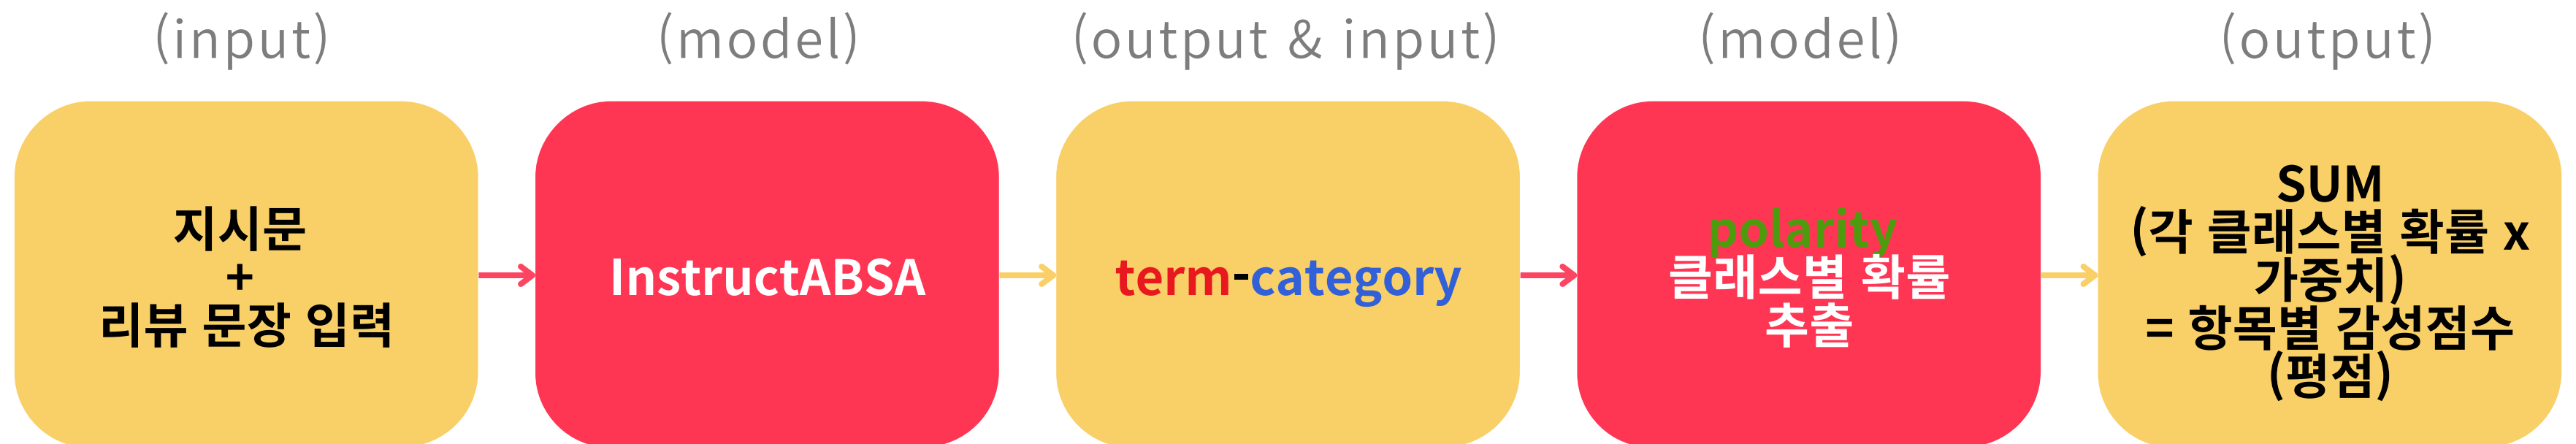 (input)
(model)
(output & input)
(model)
(output)
지시문
+
리뷰 문장 입력
InstructABSA
term-category
polarity
클래스별 확률
추출
SUM
(각 클래스별 확률 x
가중치)
= 항목별 감성점수
(평점)